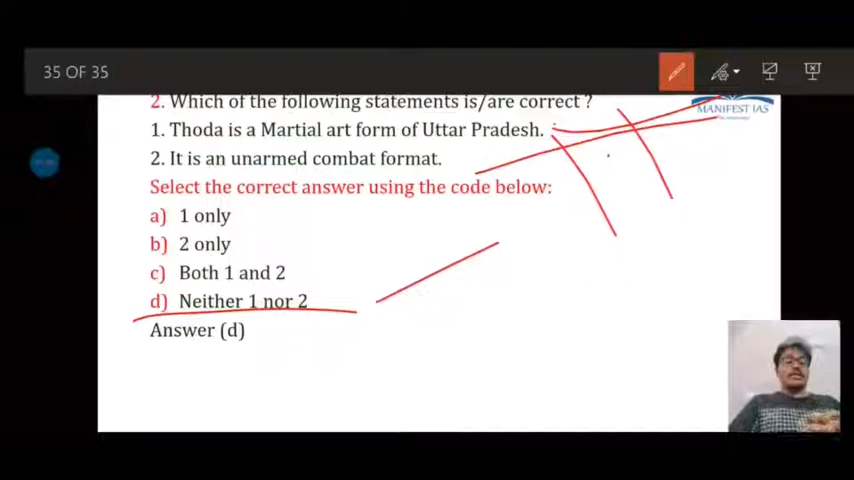 35 OF 35
2. Which of the following statements is/are correct ?
MANIFEST IAS
1. Thoda is a Martial art form of Uttar Pradesh.
2. It is an unarmed combat format.
Select the correct answer using the code below:
a) 1 only
b) 2 only
c) Both 1 and 2
d) Neither 1 nor 2
Answer (d)